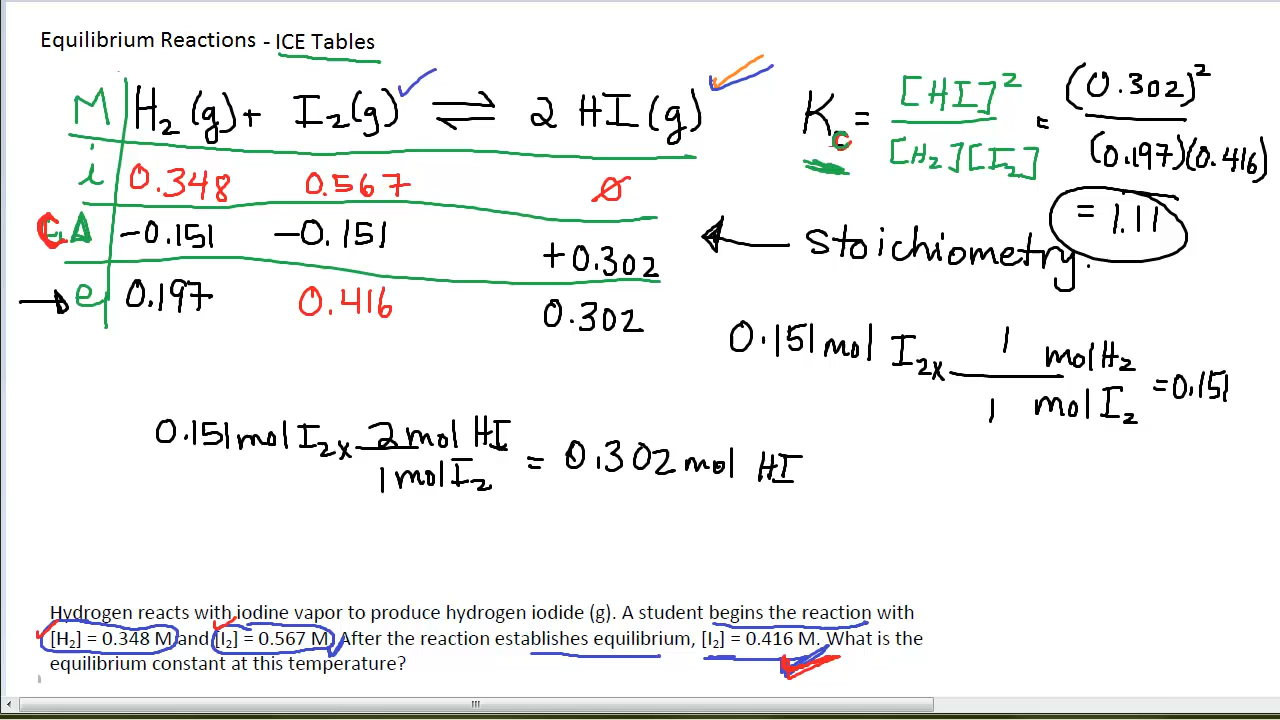 Equilibrium Reactions - ICE Tables
M H₂(g) + I₂(g) ⇌ 2 HI(g)
i 0.348 0.567 0
C Δ -0.151 -0.151 +0.302
e 0.197 0.416 0.302
Kc = [HI]² / [H₂][I₂] = (0.302)² / (0.197)(0.416)
= 1.11
← Stoichiometry.
0.151 mol I₂ x 1 mol H₂ / 1 mol I₂ = 0.151
0.151 mol I₂ x 2 mol HI / 1 mol I₂ = 0.302 mol HI
Hydrogen reacts with iodine vapor to produce hydrogen iodide (g). A student begins the reaction with
[H₂] = 0.348 M and [I₂] = 0.567 M. After the reaction establishes equilibrium, [I₂] = 0.416 M. What is the
equilibrium constant at this temperature?